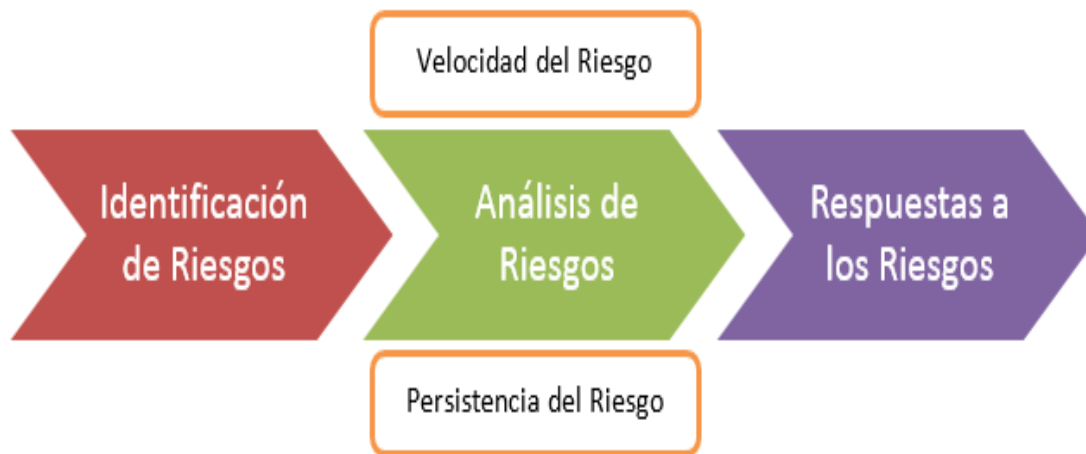 Velocidad del Riesgo
Identificación
de Riesgos
Análisis de
Riesgos
Respuestas a
los Riesgos
Persistencia del Riesgo